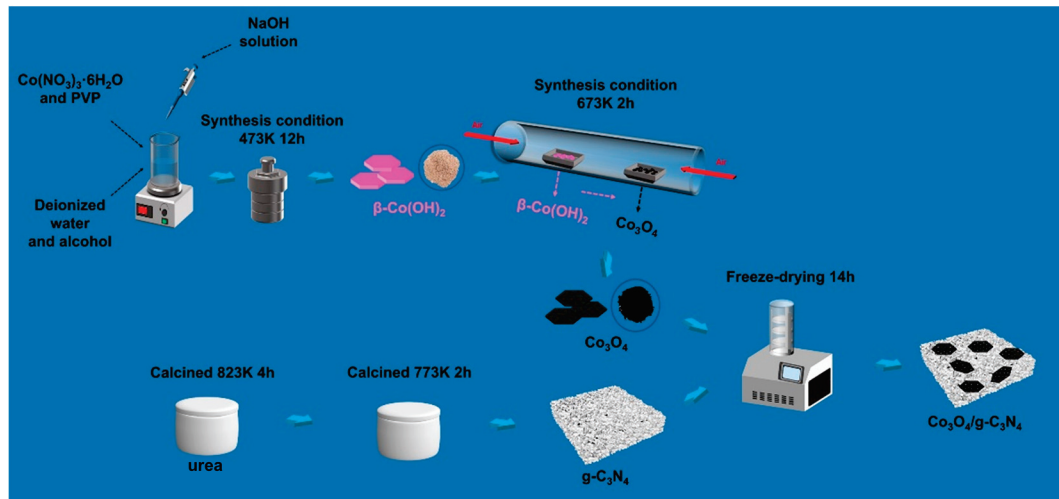 NaOH
solution
Co(NO₃)₃·6H₂O
and PVP
Synthesis condition
473K 12h
Deionized
water
and alcohol
β-Co(OH)₂
Synthesis condition
673K 2h
β-Co(OH)₂
Co₃O₄
Co₃O₄
Freeze-drying 14h
Calcined 823K 4h
urea
Calcined 773K 2h
g-C₃N₄
Co₃O₄/g-C₃N₄